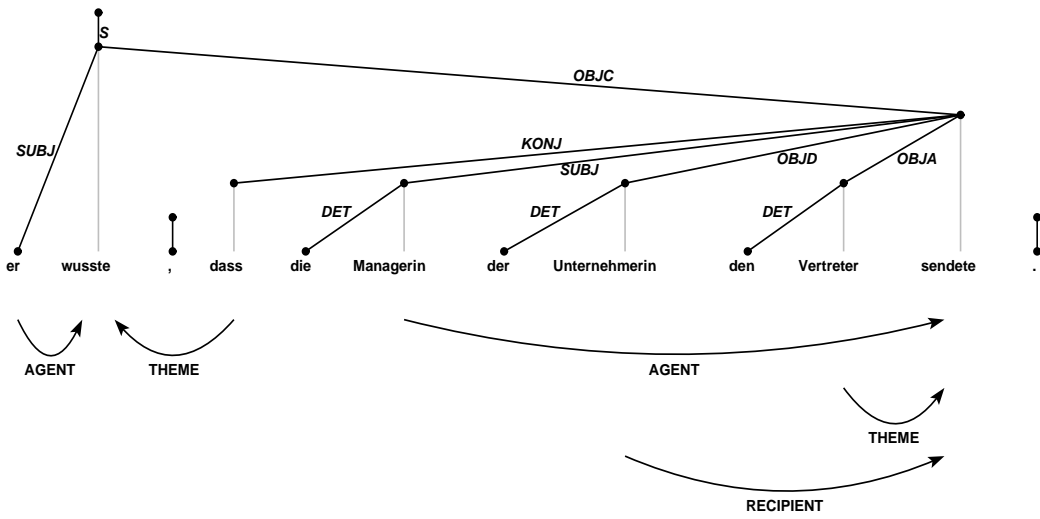 S
OBJC
KONJ
SUBJ
SUBJ
OBJD
OBJA
DET
DET
DET
er wusste , dass die Managerin der Unternehmerin den Vertreter sendete .
AGENT THEME AGENT
THEME
RECIPIENT